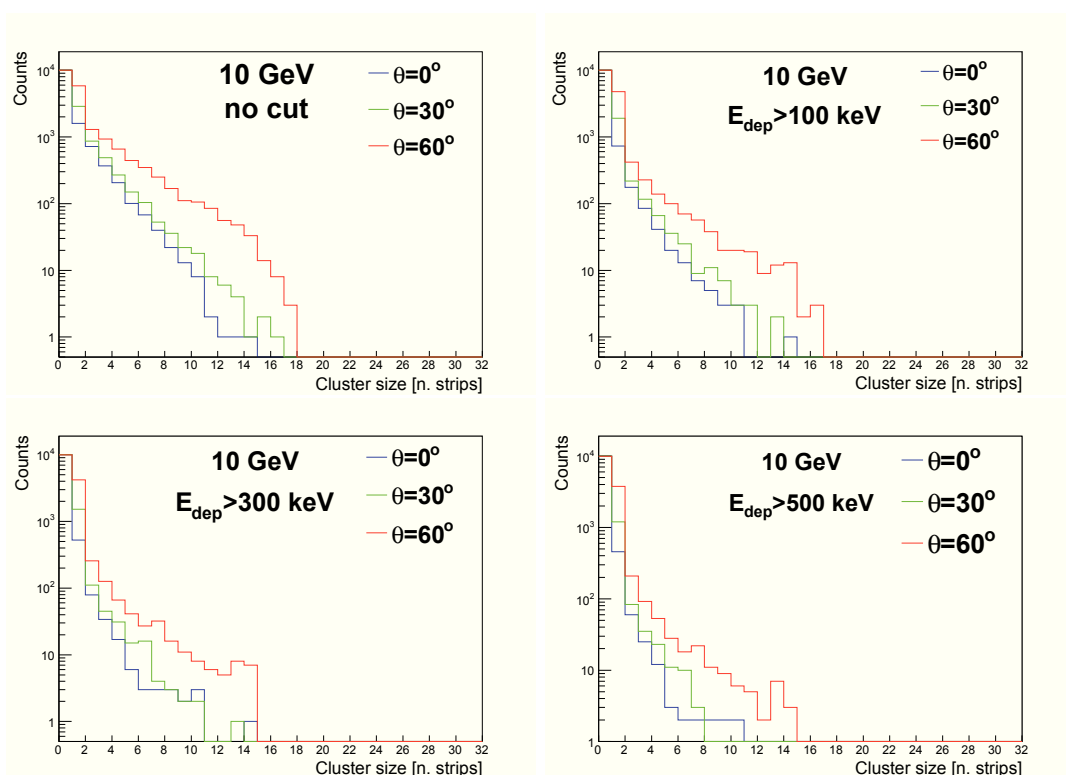 Counts
10 GeV
no cut
θ=0°
θ=30°
θ=60°
10⁴
10³
10²
10
1
0 2 4 6 8 10 12 14 16 18 20 22 24 26 28 30 32
Cluster size [n. strips]
Counts
10 GeV
E_dep>100 keV
θ=0°
θ=30°
θ=60°
10⁴
10³
10²
10
1
0 2 4 6 8 10 12 14 16 18 20 22 24 26 28 30 32
Cluster size [n. strips]
Counts
10 GeV
E_dep>300 keV
θ=0°
θ=30°
θ=60°
10⁴
10³
10²
10
1
0 2 4 6 8 10 12 14 16 18 20 22 24 26 28 30 32
Cluster size [n. strips]
Counts
10 GeV
E_dep>500 keV
θ=0°
θ=30°
θ=60°
10⁴
10³
10²
10
1
0 2 4 6 8 10 12 14 16 18 20 22 24 26 28 30 32
Cluster size [n. strips]